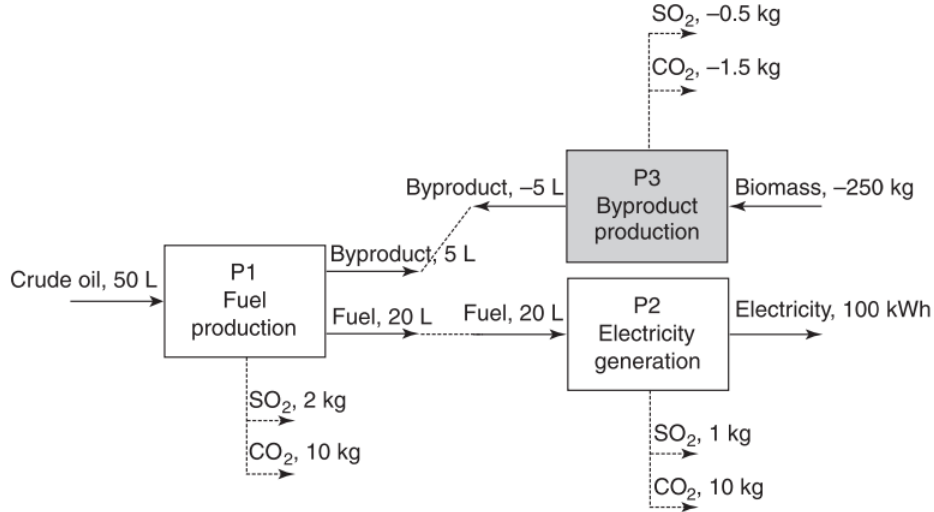 SO₂, –0.5 kg
CO₂, –1.5 kg
Byproduct, –5 L
P3
Byproduct
production
Biomass, –250 kg
Crude oil, 50 L
P1
Fuel
production
Byproduct, 5 L
Fuel, 20 L
Fuel, 20 L
P2
Electricity
generation
Electricity, 100 kWh
SO₂, 2 kg
CO₂, 10 kg
SO₂, 1 kg
CO₂, 10 kg